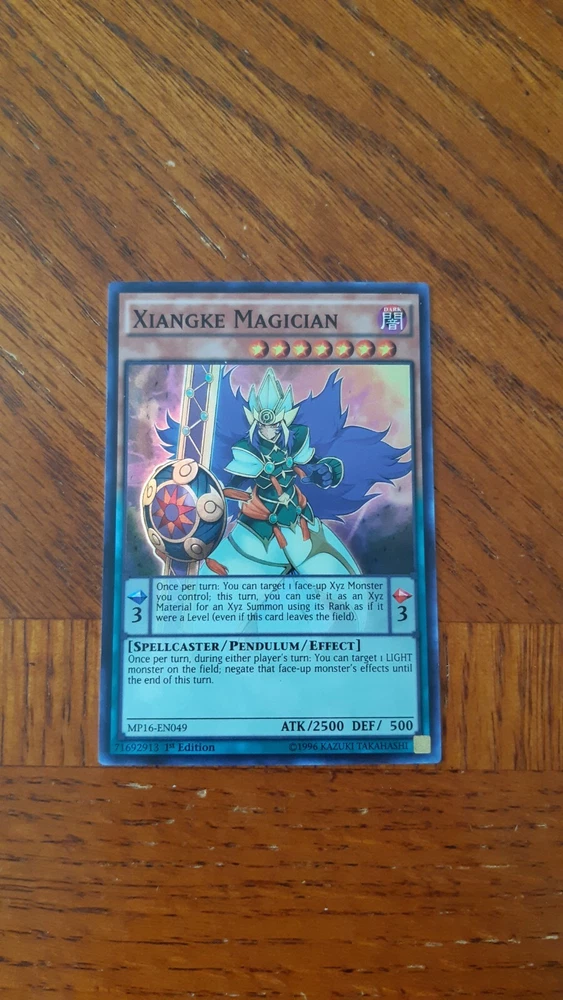 XIANGKE MAGICIAN
DARK
闇
Once per turn: You can target 1 face-up Xyz Monster
you control; this turn, you can use it as an Xyz
Material for an Xyz Summon using its Rank as if it
were a Level (even if this card leaves the field).
3
3
[SPELLCASTER/PENDULUM/EFFECT]
Once per turn, during either player's turn: You can target 1 LIGHT
monster on the field; negate that face-up monster's effects until
the end of this turn.
MP16-EN049
ATK/2500 DEF/ 500
71692913 1st Edition
©1996 KAZUKI TAKAHASHI